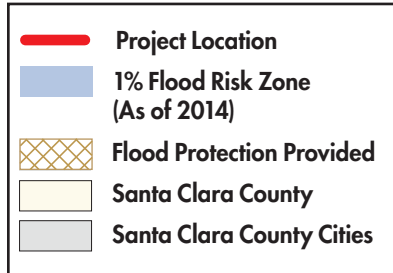 Project Location
1% Flood Risk Zone
(As of 2014)
Flood Protection Provided
Santa Clara County
Santa Clara County Cities